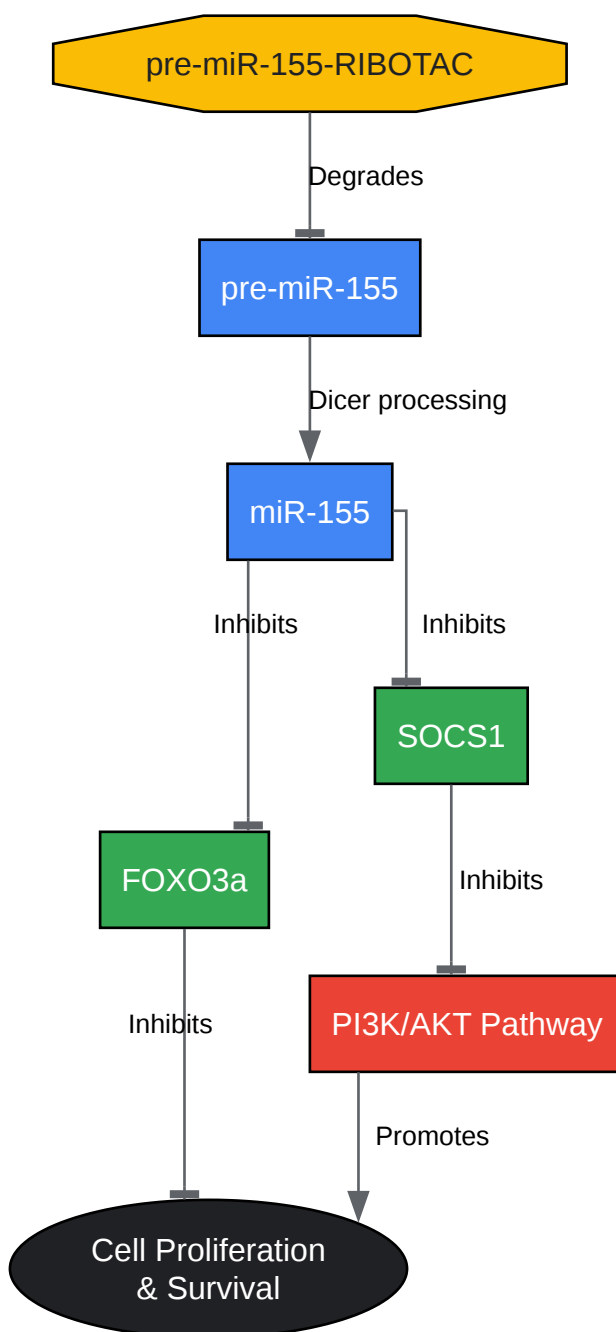 pre-miR-155-RIBOTAC
Degrades
pre-miR-155
Dicer processing
miR-155
Inhibits
Inhibits
SOCS1
FOXO3a
Inhibits
PI3K/AKT Pathway
Inhibits
Promotes
Cell Proliferation
& Survival